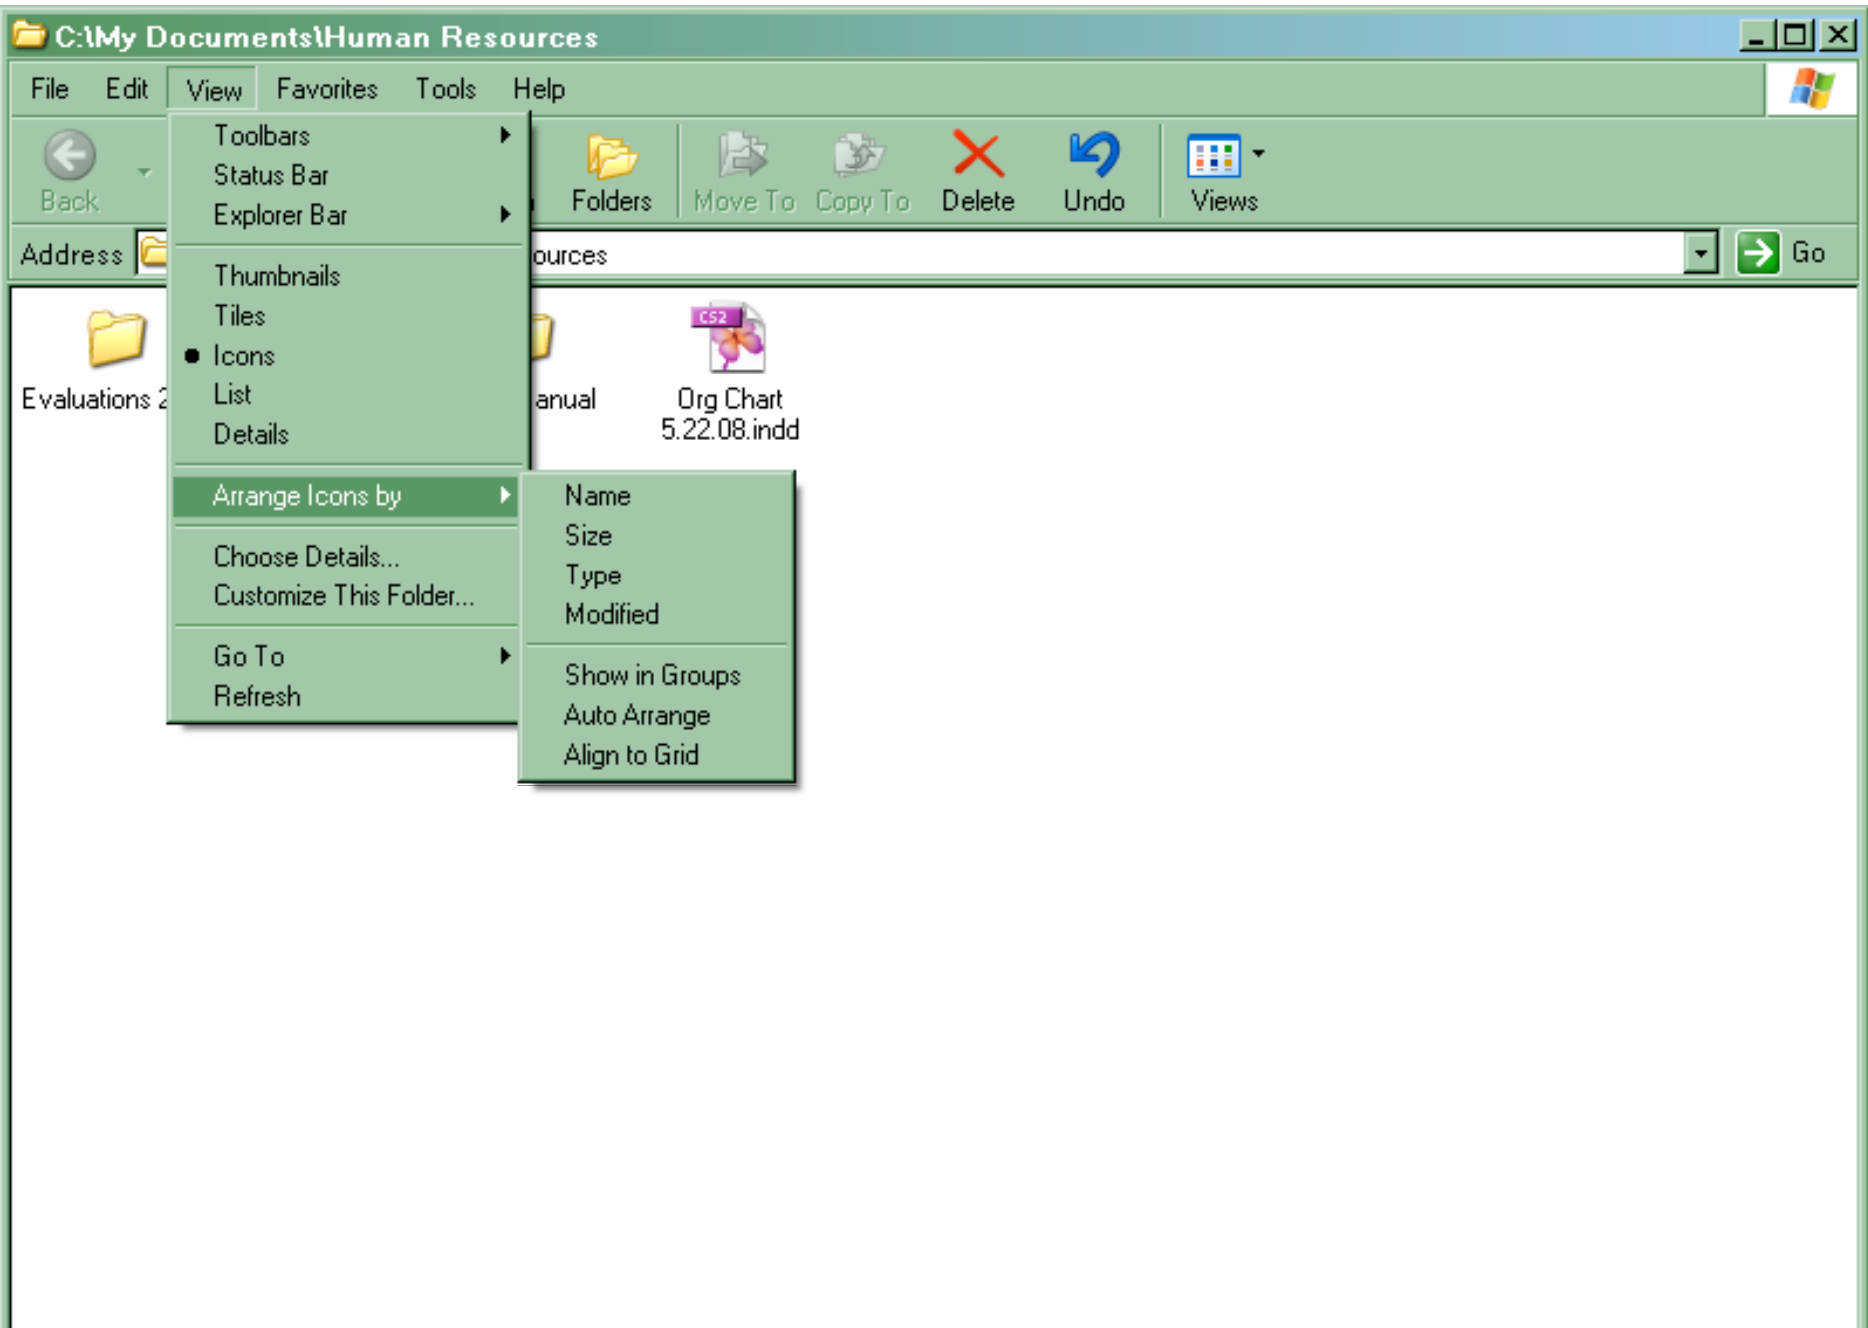 C:\My Documents\Human Resources
File Edit View Favorites Tools Help
Back Folders Move To Copy To Delete Undo Views
Address ources Go
Toolbars
Status Bar
Explorer Bar
Thumbnails
Tiles
Icons
List
Details
Arrange Icons by
Choose Details...
Customize This Folder...
Go To
Refresh
Name
Size
Type
Modified
Show in Groups
Auto Arrange
Align to Grid
Evaluations 2 anual
CS2
Org Chart
5.22.08.indd